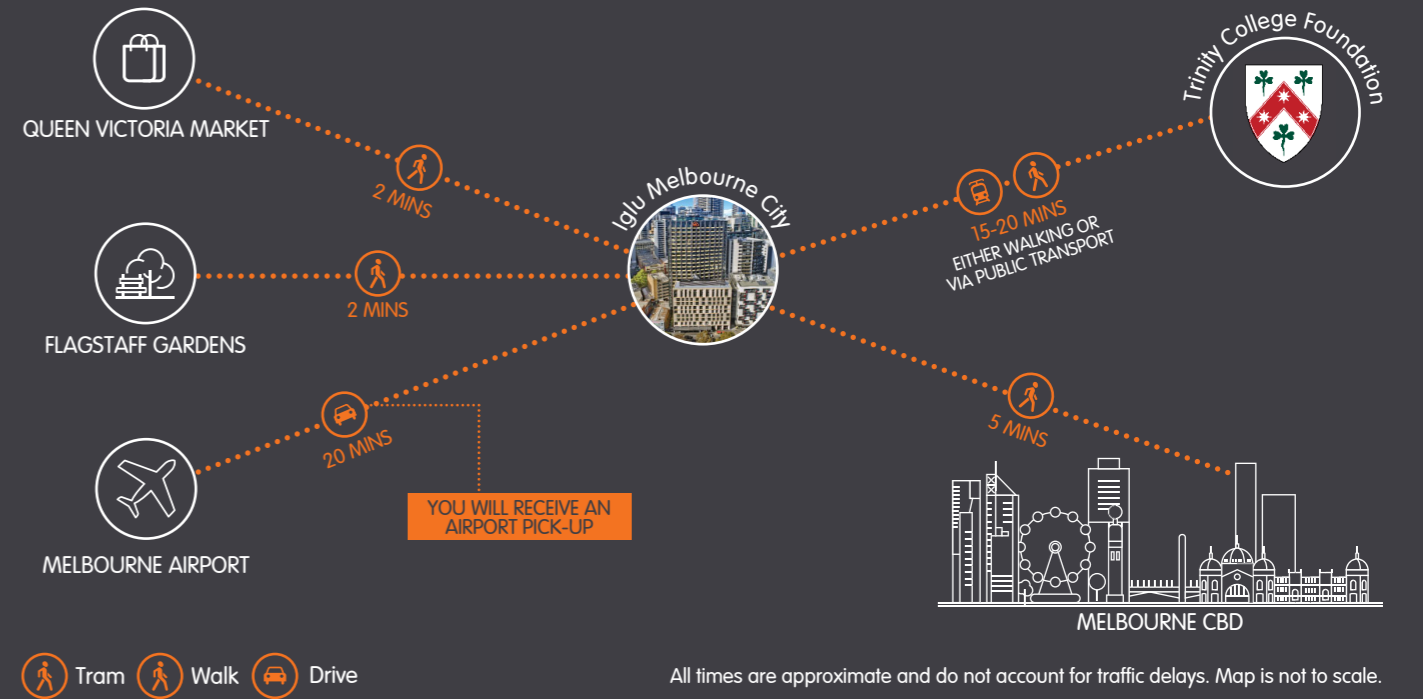 QUEEN VICTORIA MARKET
2 MINS
FLAGSTAFF GARDENS
2 MINS
MELBOURNE AIRPORT
20 MINS
YOU WILL RECEIVE AN
AIRPORT PICK-UP
Iglu Melbourne City
Trinity College Foundation
15-20 MINS
EITHER WALKING OR
VIA PUBLIC TRANSPORT
5 MINS
MELBOURNE CBD
Tram
Walk
Drive
All times are approximate and do not account for traffic delays. Map is not to scale.